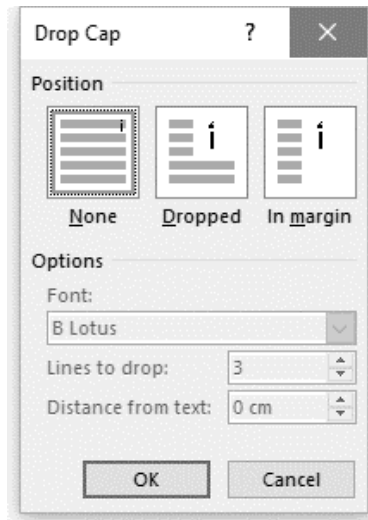 Drop Cap ?
Position
None Dropped In margin
Options
Font:
B Lotus
Lines to drop: 3
Distance from text: 0 cm
OK Cancel